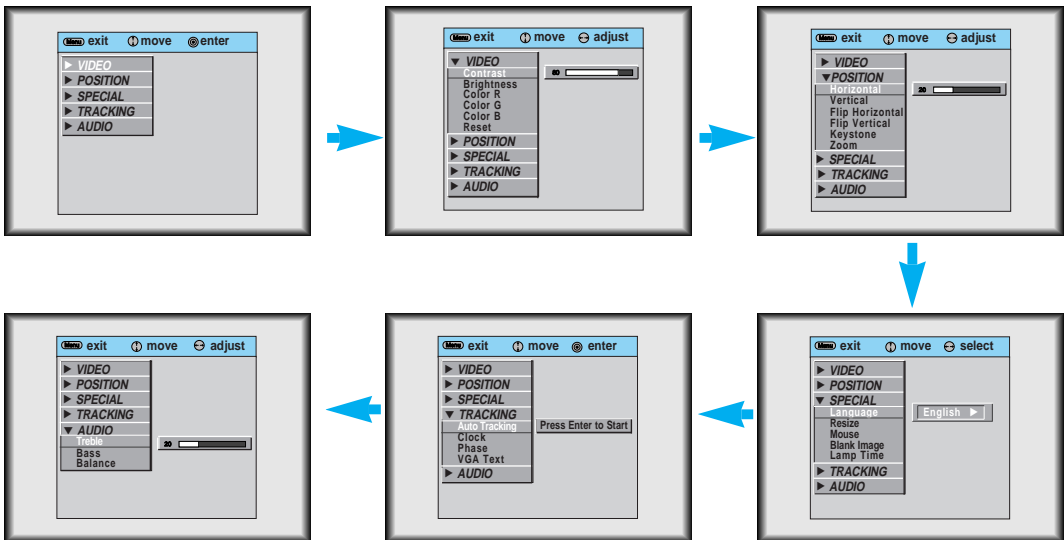 Menu exit move enter
VIDEO
POSITION
SPECIAL
TRACKING
AUDIO
Menu exit move adjust
VIDEO
Contrast 80
Brightness
Color R
Color G
Color B
Reset
POSITION
SPECIAL
TRACKING
AUDIO
Menu exit move adjust
VIDEO
POSITION
Horizontal 20
Vertical
Flip Horizontal
Flip Vertical
Keystone
Zoom
SPECIAL
TRACKING
AUDIO
Menu exit move adjust
VIDEO
POSITION
SPECIAL
TRACKING
AUDIO
Treble 20
Bass
Balance
Menu exit move enter
VIDEO
POSITION
SPECIAL
TRACKING
Auto Tracking Press Enter to Start
Clock
Phase
VGA Text
AUDIO
Menu exit move select
VIDEO
POSITION
SPECIAL
Language English
Resize
Mouse
Blank Image
Lamp Time
TRACKING
AUDIO